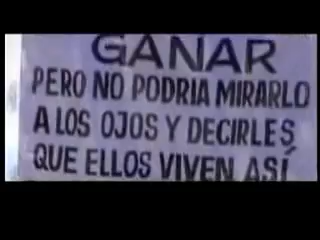 GANAR
PERO NO PODRIA MIRARLO
A LOS OJOS Y DECIRLES
QUE ELLOS VIVEN ASÍ